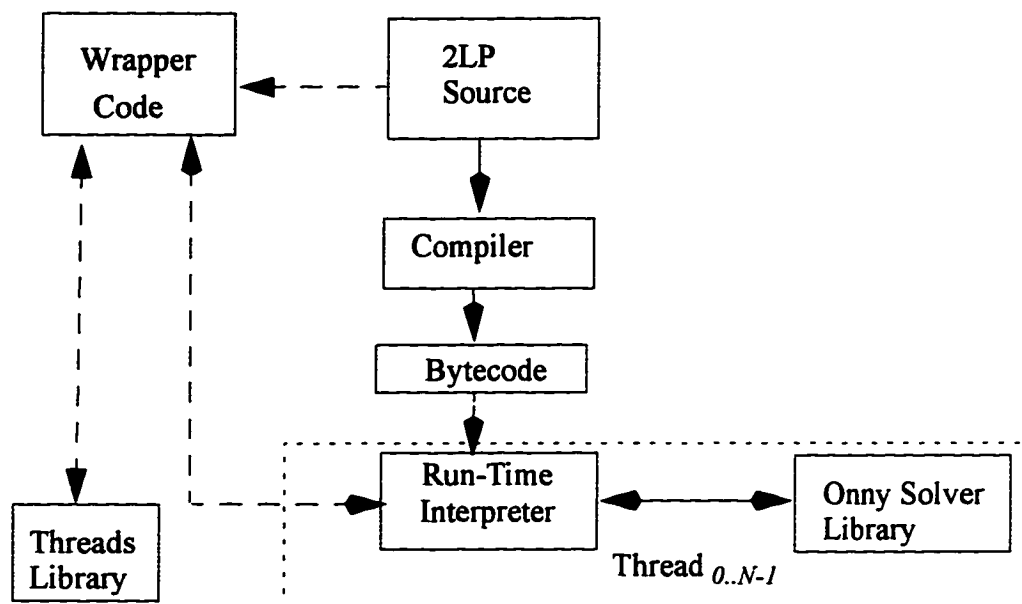 Wrapper
Code
2LP
Source
Compiler
Bytecode
Run-Time
Interpreter
Onny Solver
Library
Threads
Library
Thread 0..N-1